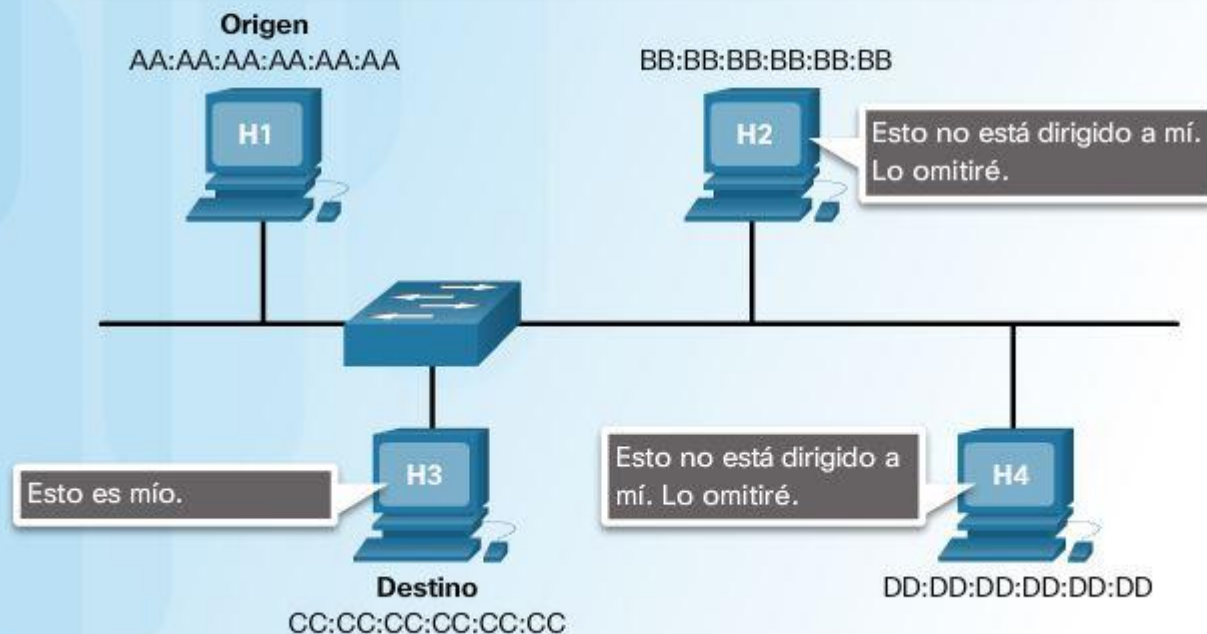 Origen
AA:AA:AA:AA:AA:AA
H1
BB:BB:BB:BB:BB:BB
H2
Esto no está dirigido a mí.
Lo omitiré.
Esto es mío.
H3
Destino
CC:CC:CC:CC:CC:CC
Esto no está dirigido a
mí. Lo omitiré.
H4
DD:DD:DD:DD:DD:DD